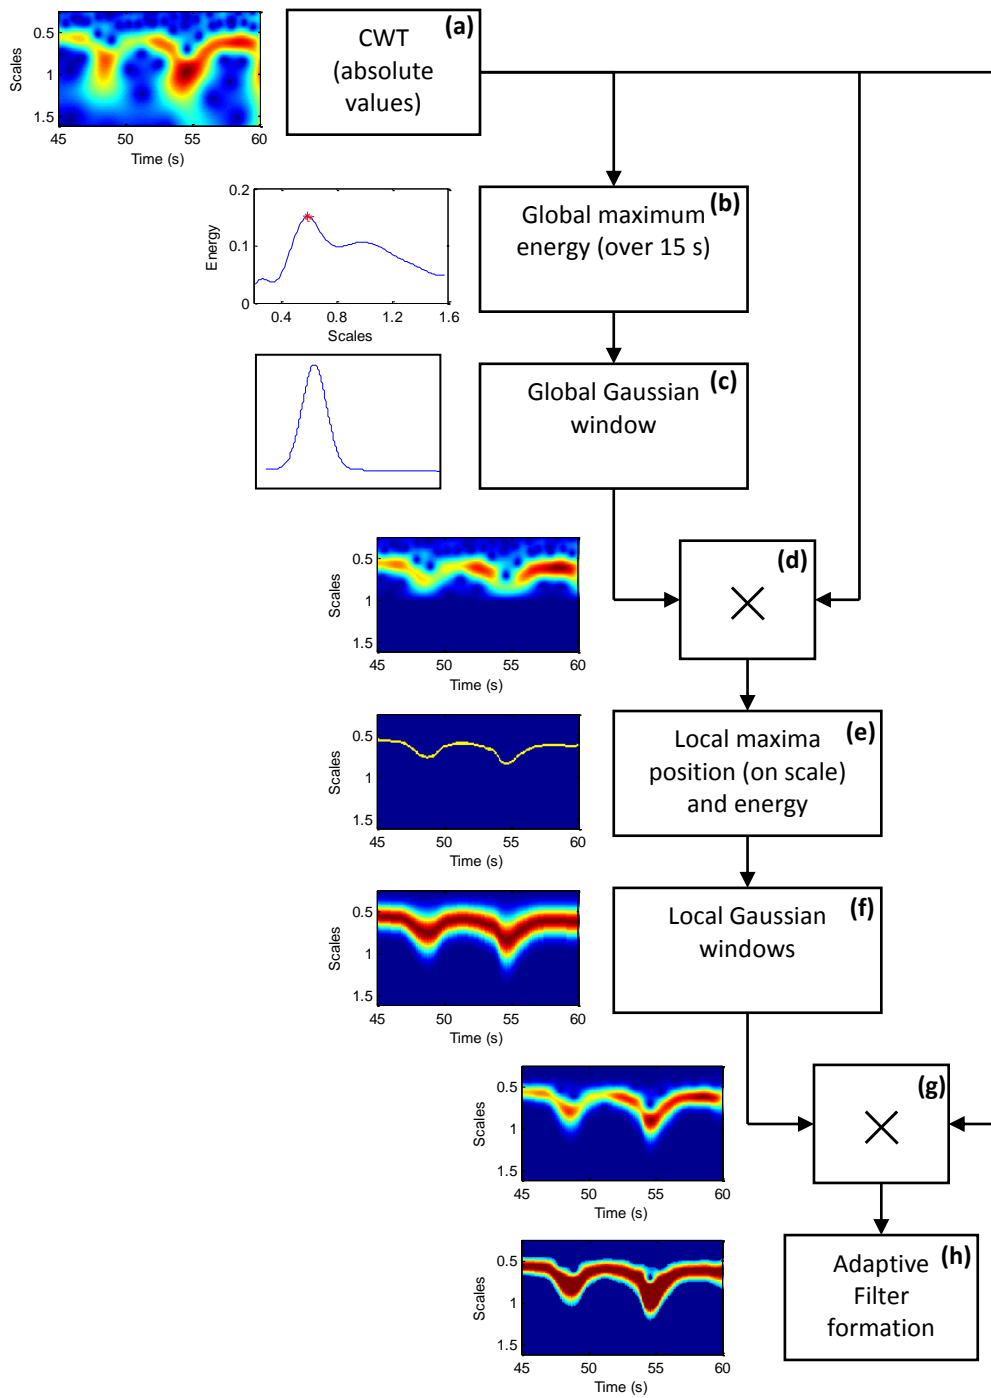 (a)
CWT
(absolute
values)
Scales
0.5
1
1.5
45 50 55 60
Time (s)
(b)
Global maximum
energy (over 15 s)
Energy
0.2
0.1
0
0.4 0.8 1.2 1.6
Scales
(c)
Global Gaussian
window
(d)
Scales
0.5
1
1.5
45 50 55 60
Time (s)
(e)
Local maxima
position (on scale)
and energy
Scales
0.5
1
1.5
45 50 55 60
Time (s)
(f)
Local Gaussian
windows
Scales
0.5
1
1.5
45 50 55 60
Time (s)
(g)
Scales
0.5
1
1.5
45 50 55 60
Time (s)
(h)
Adaptive
Filter
formation
Scales
0.5
1
1.5
45 50 55 60
Time (s)